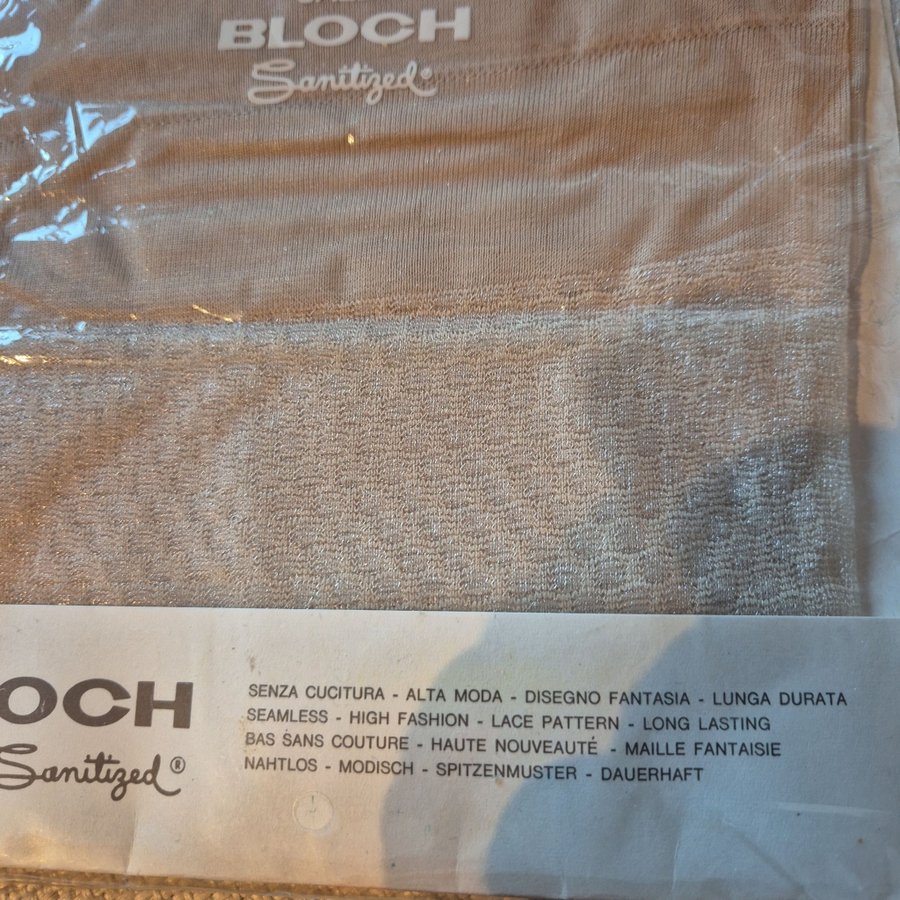 BLOCH
Sanitized®
OCH
Sanitized®
SENZA CUCITURA - ALTA MODA - DISEGNO FANTASIA - LUNGA DURATA
SEAMLESS - HIGH FASHION - LACE PATTERN - LONG LASTING
BAS SANS COUTURE - HAUTE NOUVEAUTÉ - MAILLE FANTAISIE
NAHTLOS - MODISCH - SPITZENMUSTER - DAUERHAFT